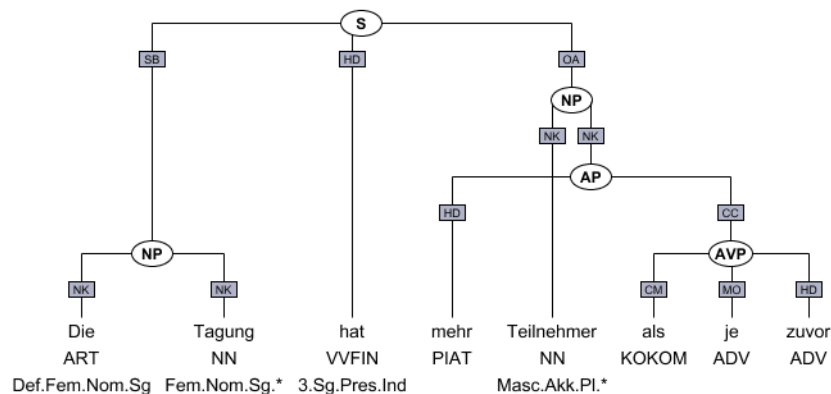 S
SB HD OA
NP
NK NK
AP
HD CC
NP AVP
NK NK CM MO HD
Die Tagung hat mehr Teilnehmer als je zuvor
ART NN VVFIN PIAT NN KOKOM ADV ADV
Def.Fem.Nom.Sg Fem.Nom.Sg.* 3.Sg.Pres.Ind Masc.Akk.Pl.*